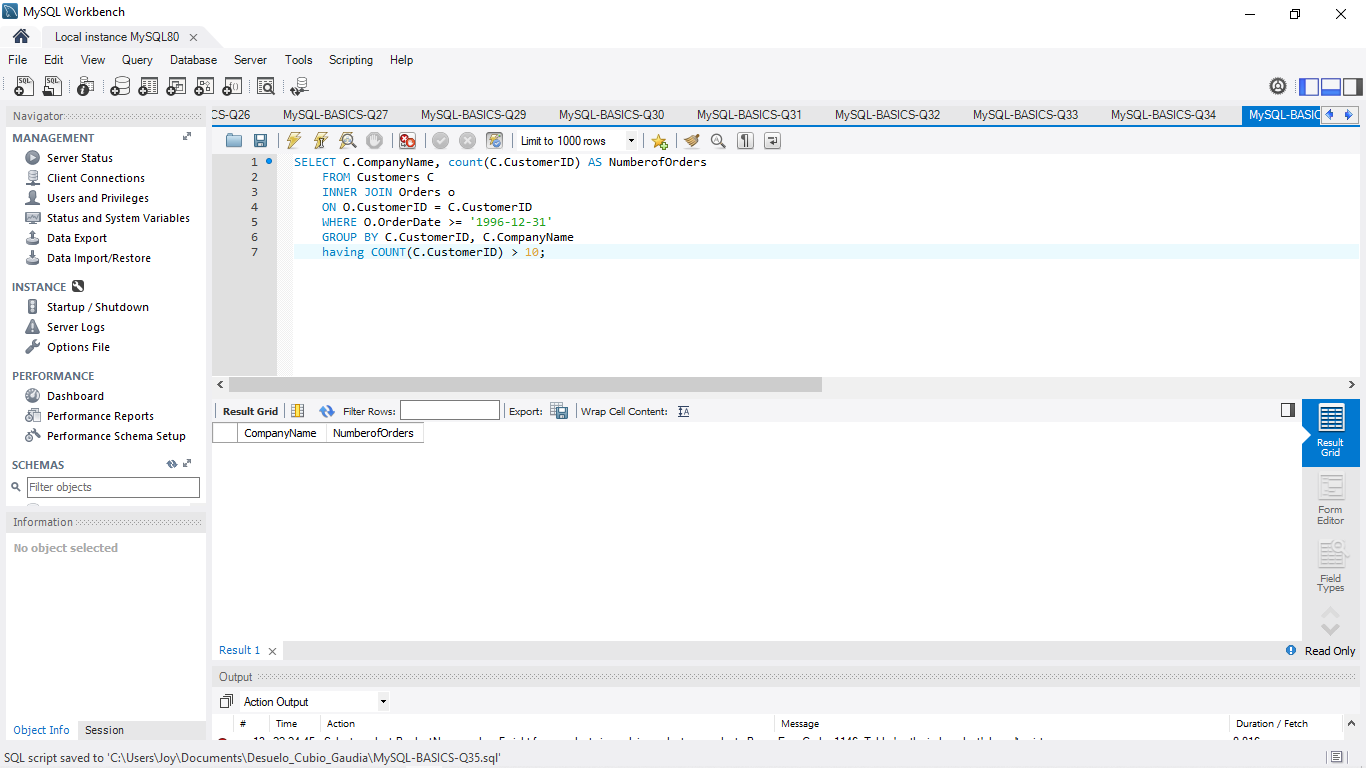 MySQL Workbench
Local instance MySQL80
File Edit View Query Database Server Tools Scripting Help
Navigator
MANAGEMENT
Server Status
Client Connections
Users and Privileges
Status and System Variables
Data Export
Data Import/Restore
INSTANCE
Startup / Shutdown
Server Logs
Options File
PERFORMANCE
Dashboard
Performance Reports
Performance Schema Setup
SCHEMAS
Filter objects
Information
No object selected
Object Info Session
CS-Q26 MySQL-BASICS-Q27 MySQL-BASICS-Q29 MySQL-BASICS-Q30 MySQL-BASICS-Q31 MySQL-BASICS-Q32 MySQL-BASICS-Q33 MySQL-BASICS-Q34 MySQL-BASIC
Limit to 1000 rows
1 SELECT C.CompanyName, count(C.CustomerID) AS NumberofOrders
2 FROM Customers C
3 INNER JOIN Orders o
4 ON O.CustomerID = C.CustomerID
5 WHERE O.OrderDate >= '1996-12-31'
6 GROUP BY C.CustomerID, C.CompanyName
7 having COUNT(C.CustomerID) > 10;
Result Grid Filter Rows: Export: Wrap Cell Content:
CompanyName NumberofOrders
Result Grid
Form Editor
Field Types
Result 1
Read Only
Output
Action Output
# Time Action Message Duration / Fetch
SQL script saved to 'C:\Users\Joy\Documents\Desuelo_Cubio_Gaudia\MySQL-BASICS-Q35.sql'